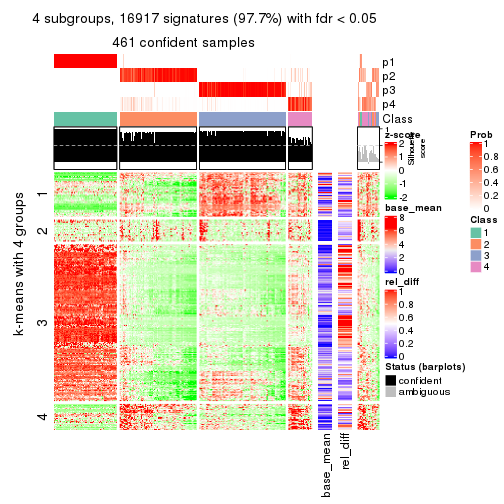 4 subgroups, 16917 signatures (97.7%) with fdr < 0.05
461 confident samples
p1
p2
p3
p4
Class
1
Silhouette
score
k-means with 4 groups
1
2
3
4
base_mean
rel_diff
z-score
2
1
0
-1
-2
base_mean
8
6
4
2
0
rel_diff
1
0.8
0.6
0.4
0.2
0
Status (barplots)
confident
ambiguous
Prob
1
0.8
0.6
0.4
0.2
0
Class
1
2
3
4